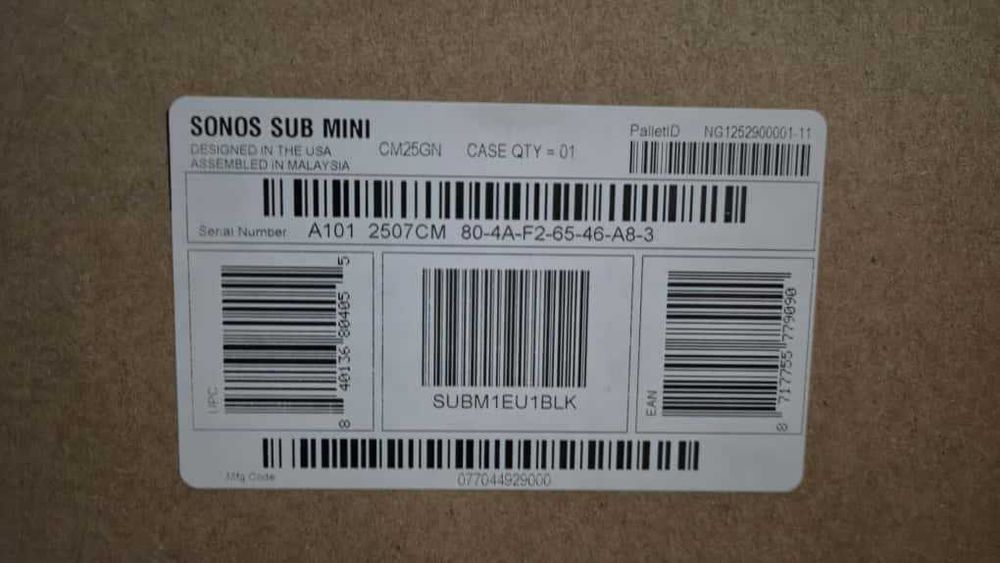 SONOS SUB MINI
DESIGNED IN THE USA
ASSEMBLED IN MALAYSIA
CM25GN CASE QTY = 01
PalletID NG1252900001-11
Serial Number A101 2507CM 80-4A-F2-65-46-A8-3
UPC
8 40136 80405 5
SUBM1EU1BLK
EAN
8 717755 779090
Mfg Code
077044929000